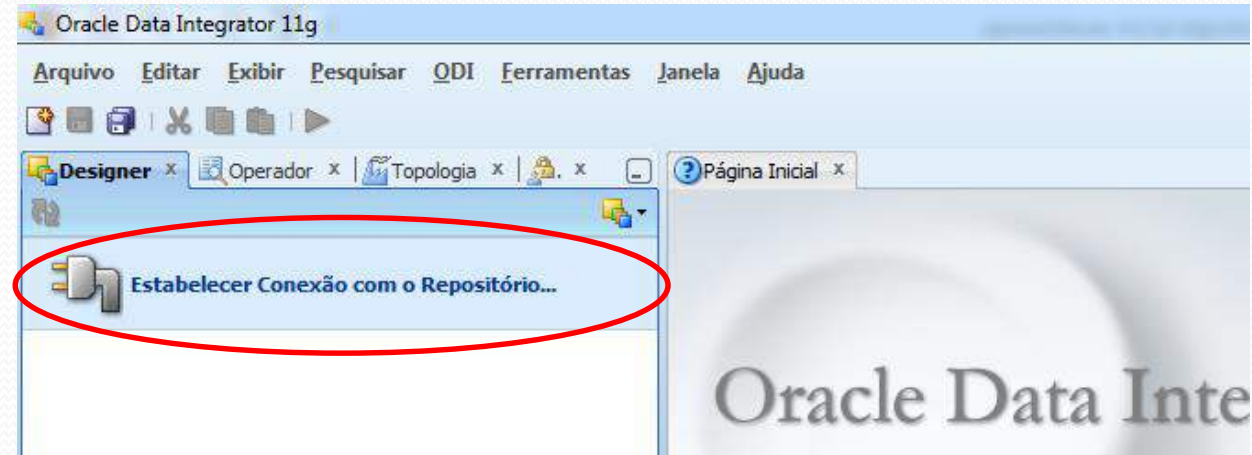 Oracle Data Integrator 11g
Arquivo Editar Exibir Pesquisar ODI Ferramentas Janela Ajuda
Designer x Operador x Topologia x . x Página Inicial x
Estabelecer Conexão com o Repositório...
Oracle Data Inte